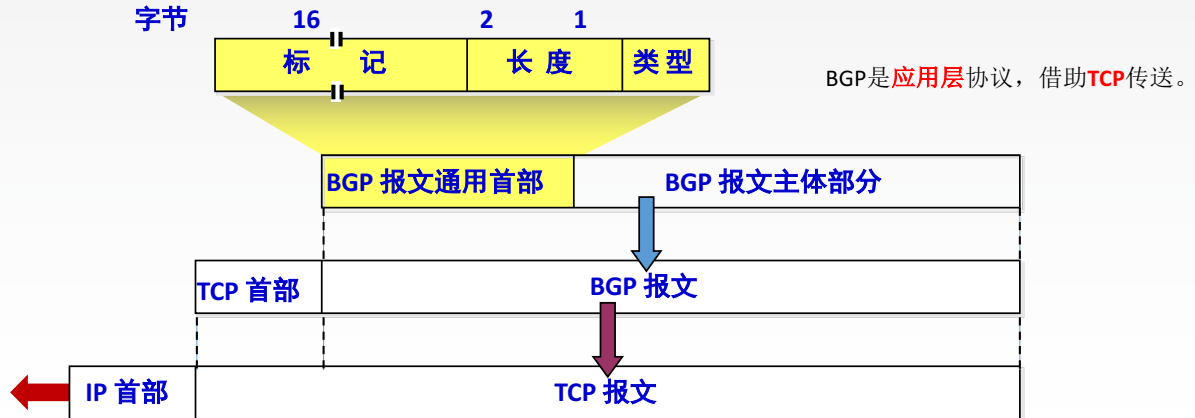 字节 16 2 1
标 记 长 度 类 型
BGP是应用层协议，借助TCP传送。
BGP 报文通用首部 BGP 报文主体部分
TCP 首部 BGP 报文
IP 首部 TCP 报文